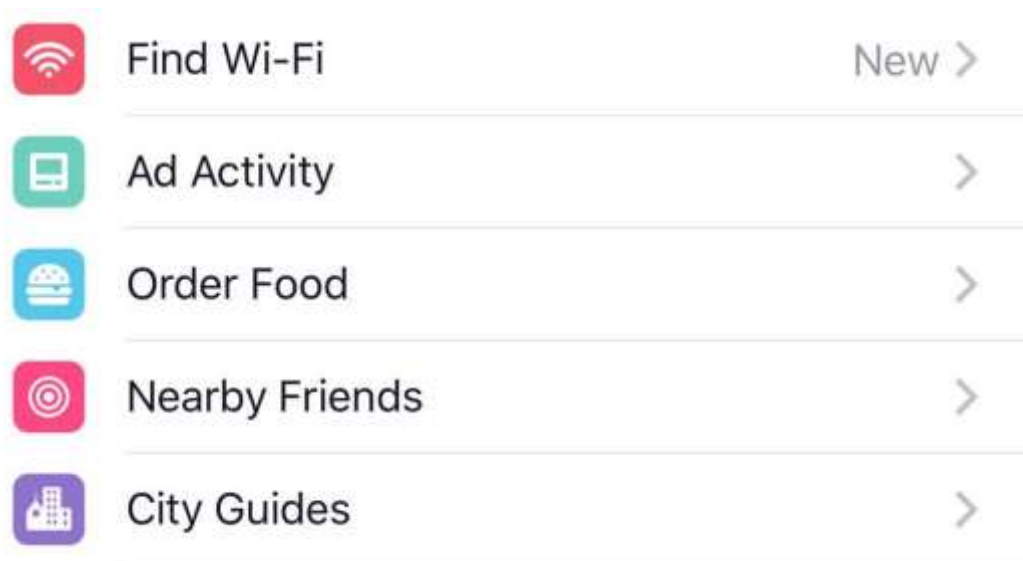 Find Wi-Fi New
Ad Activity
Order Food
Nearby Friends
City Guides